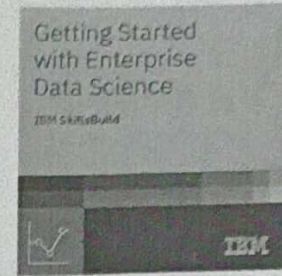 Getting Started
with Enterprise
Data Science
IBM SkillsBuild
IBM